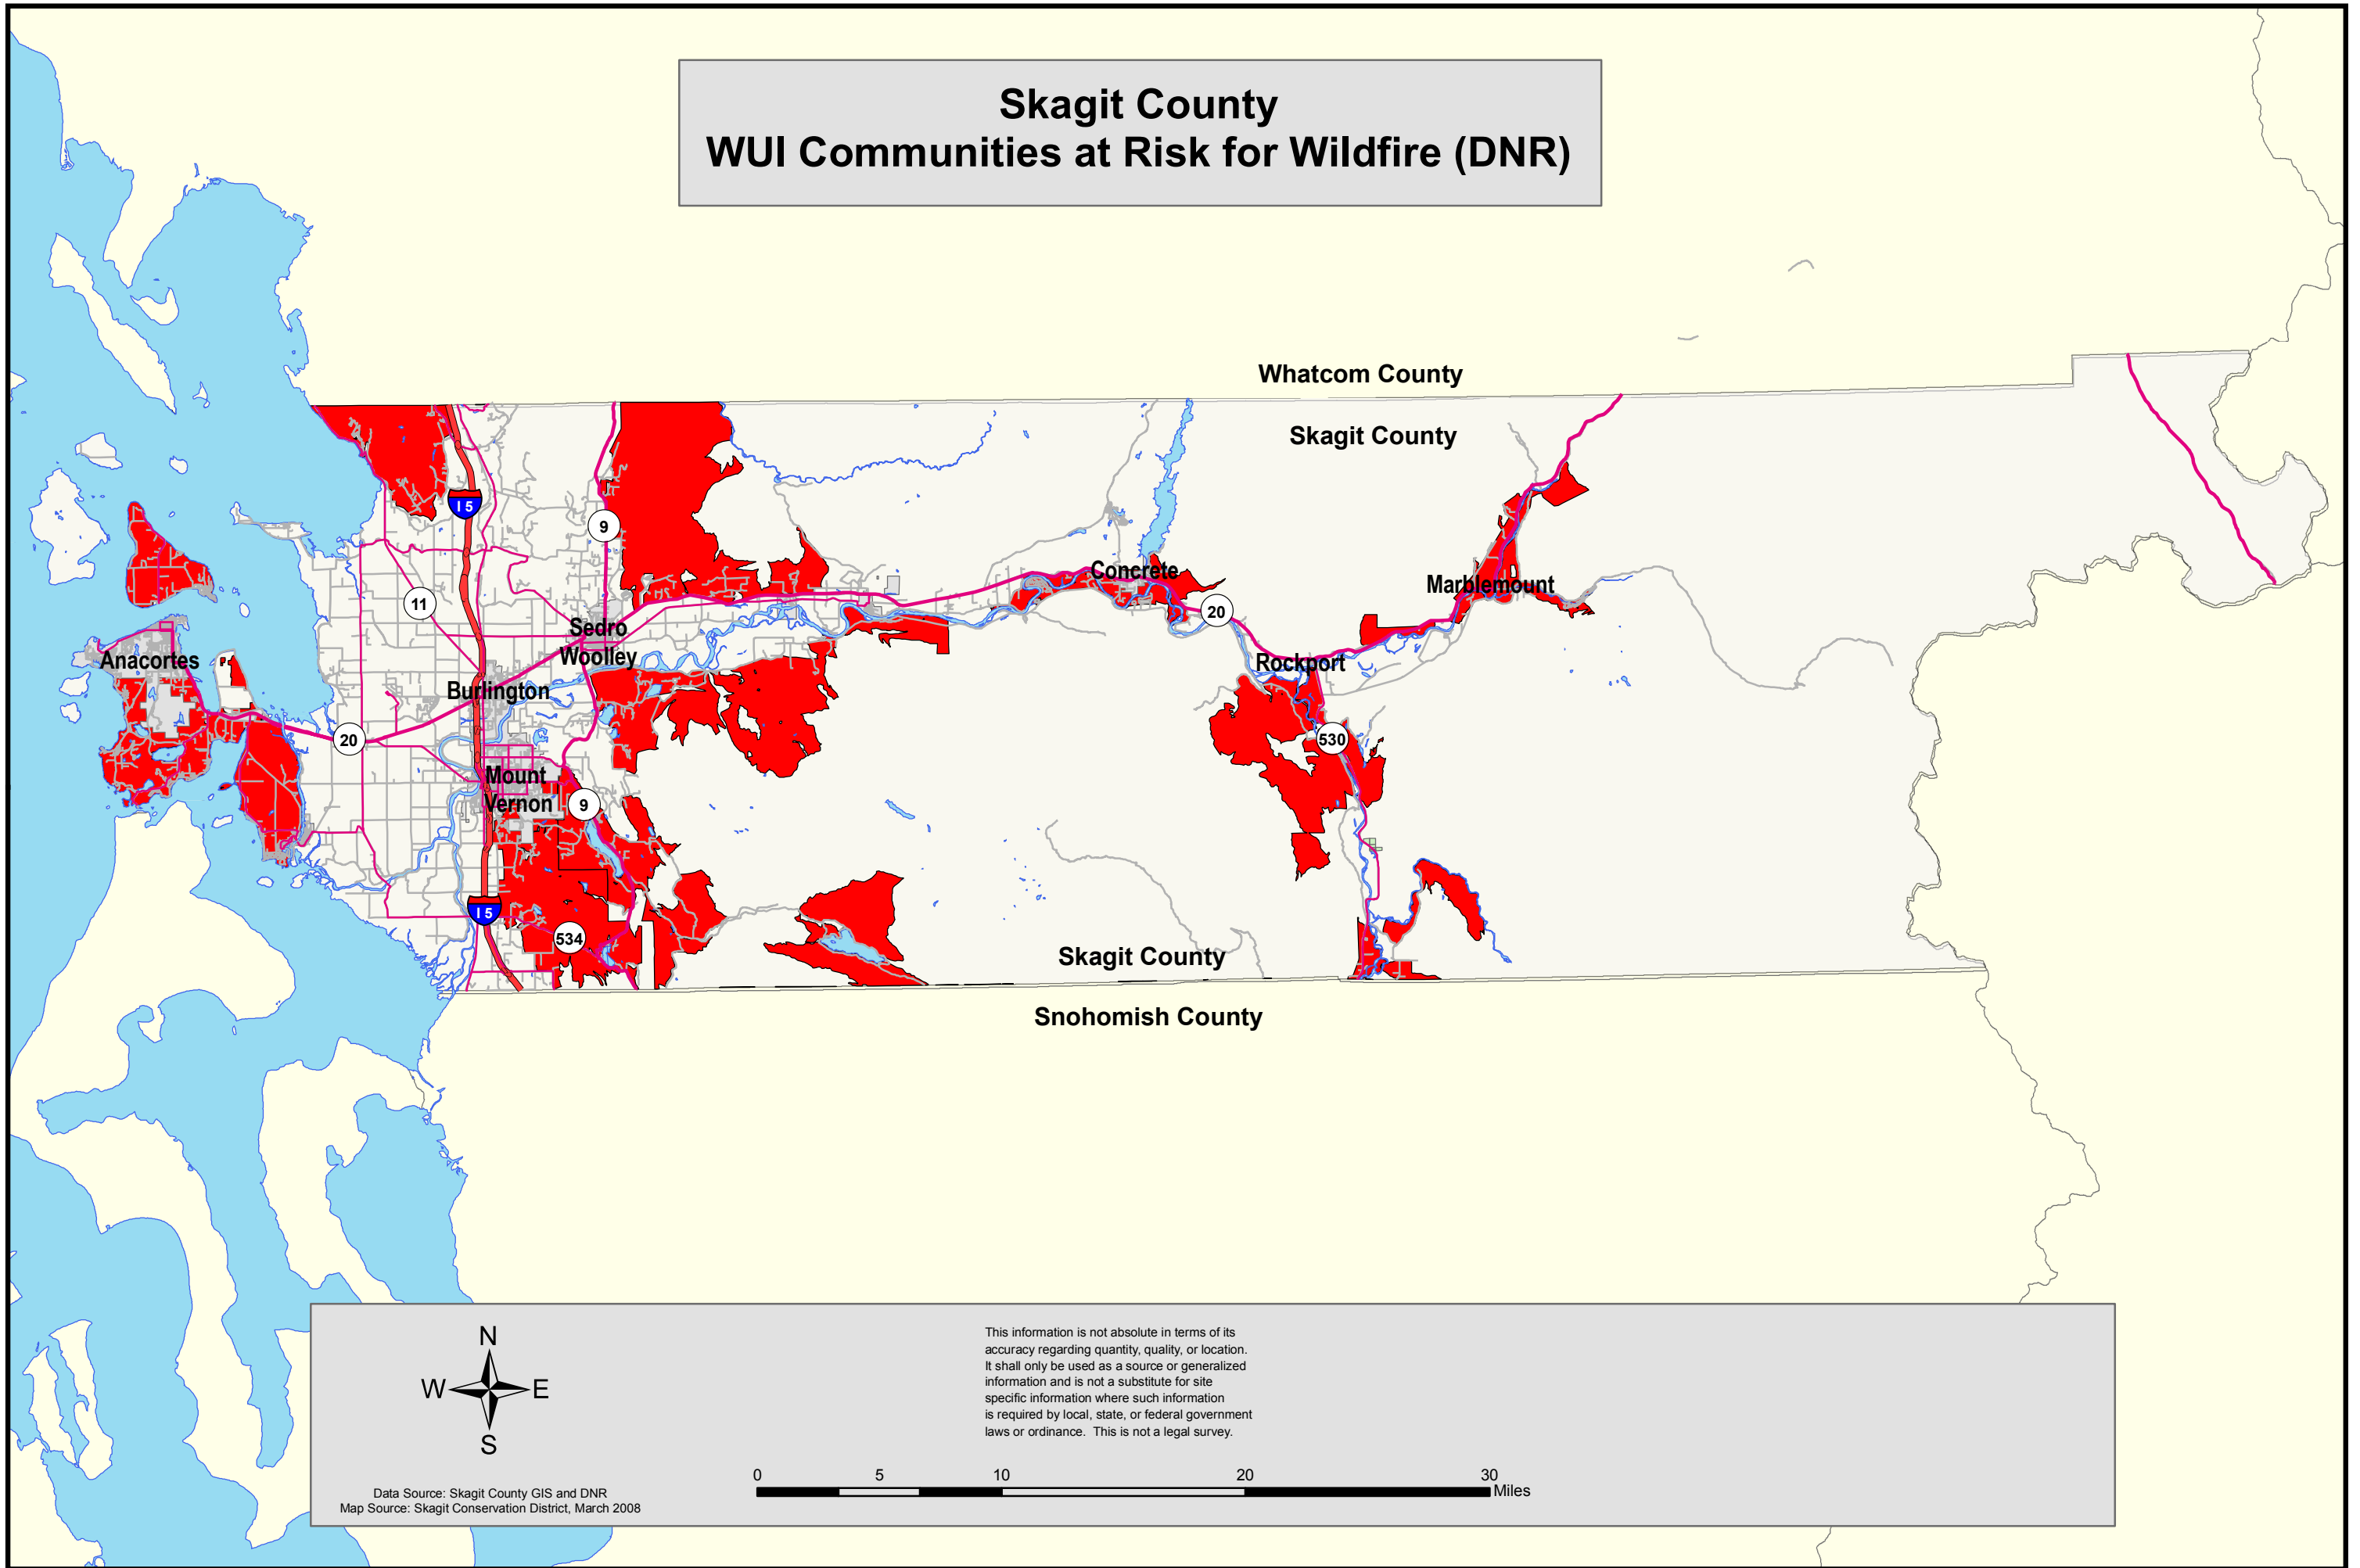 Skagit County
WUI Communities at Risk for Wildfire (DNR)
Whatcom County
Skagit County
I 5
9
Concrete
Marblemount
11
20
Sedro
Woolley
Anacortes
Rockport
Burlington
20
530
Mount
Vernon
9
I 5
534
Skagit County
Snohomish County
N
W
E
S
This information is not absolute in terms of its
accuracy regarding quantity, quality, or location.
It shall only be used as a source or generalized
information and is not a substitute for site
specific information where such information
is required by local, state, or federal government
laws or ordinance. This is not a legal survey.
0 5 10 20 30
Miles
Data Source: Skagit County GIS and DNR
Map Source: Skagit Conservation District, March 2008